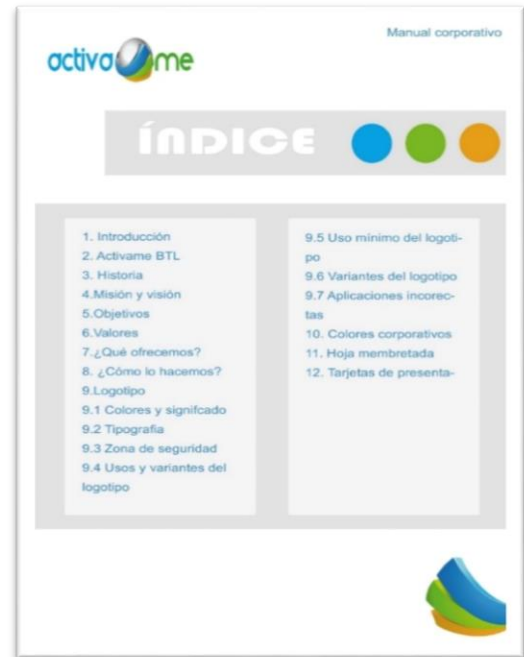 Manual corporativo
activa me
ÍNDICE
1. Introducción
2. Activame BTL
3. Historia
4.Misión y visión
5.Objetivos
6.Valores
7.¿Qué ofrecemos?
8. ¿Cómo lo hacemos?
9.Logotipo
9.1 Colores y signifcado
9.2 Tipografia
9.3 Zona de seguridad
9.4 Usos y variantes del
logotipo
9.5 Uso mínimo del logoti-
po
9.6 Variantes del logotipo
9.7 Aplicaciones incorec-
tas
10. Colores corporativos
11. Hoja membretada
12. Tarjetas de presenta-